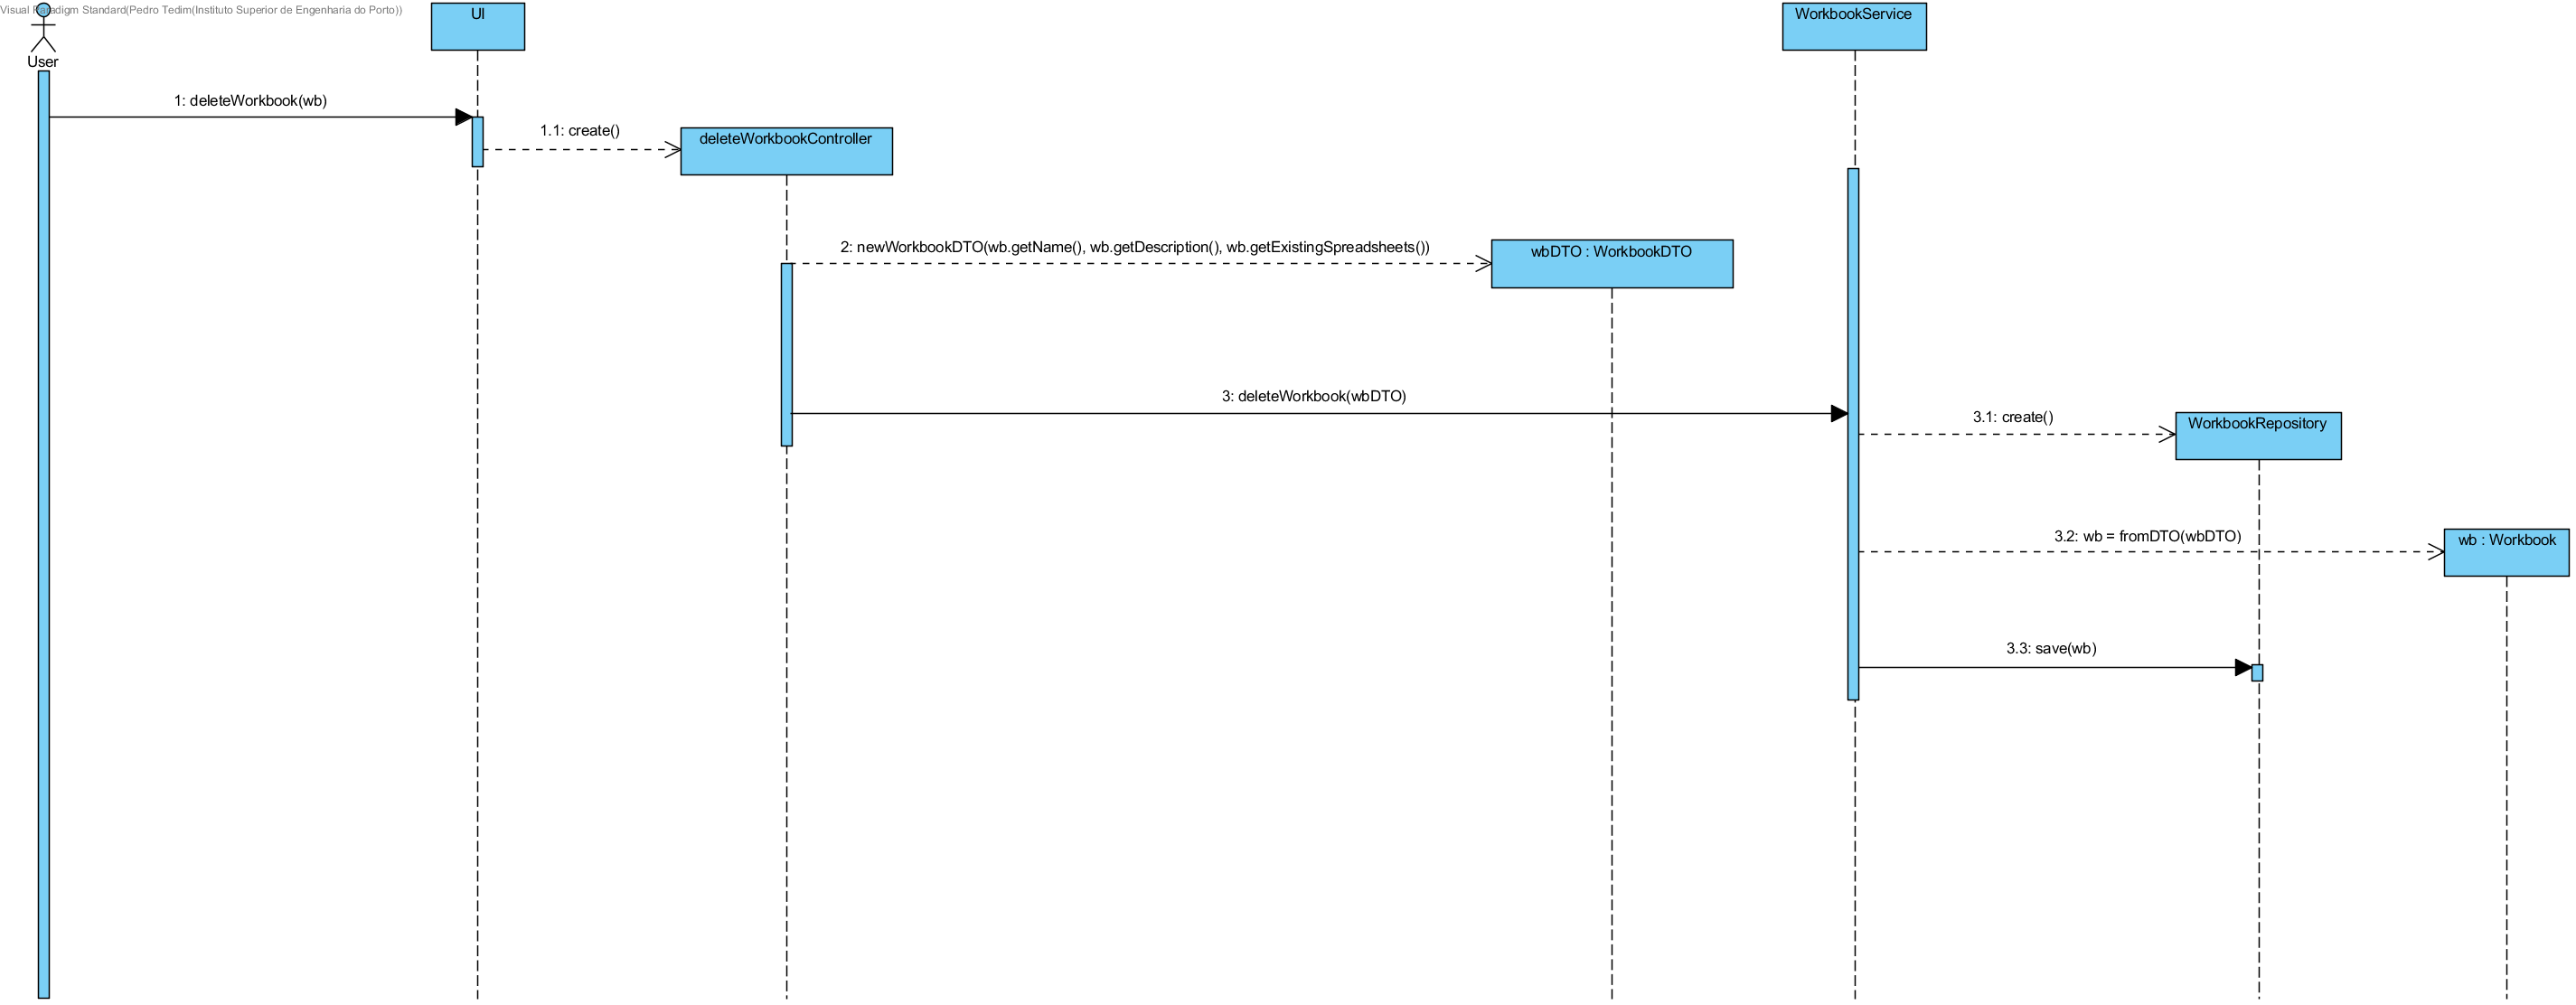 Visual Paradigm Standard(Pedro Tedim(Instituto Superior de Engenharia do Porto))
User
UI
WorkbookService
1: deleteWorkbook(wb)
1.1: create()
deleteWorkbookController
2: newWorkbookDTO(wb.getName(), wb.getDescription(), wb.getExistingSpreadsheets())
wbDTO : WorkbookDTO
3: deleteWorkbook(wbDTO)
3.1: create()
WorkbookRepository
3.2: wb = fromDTO(wbDTO)
wb : Workbook
3.3: save(wb)